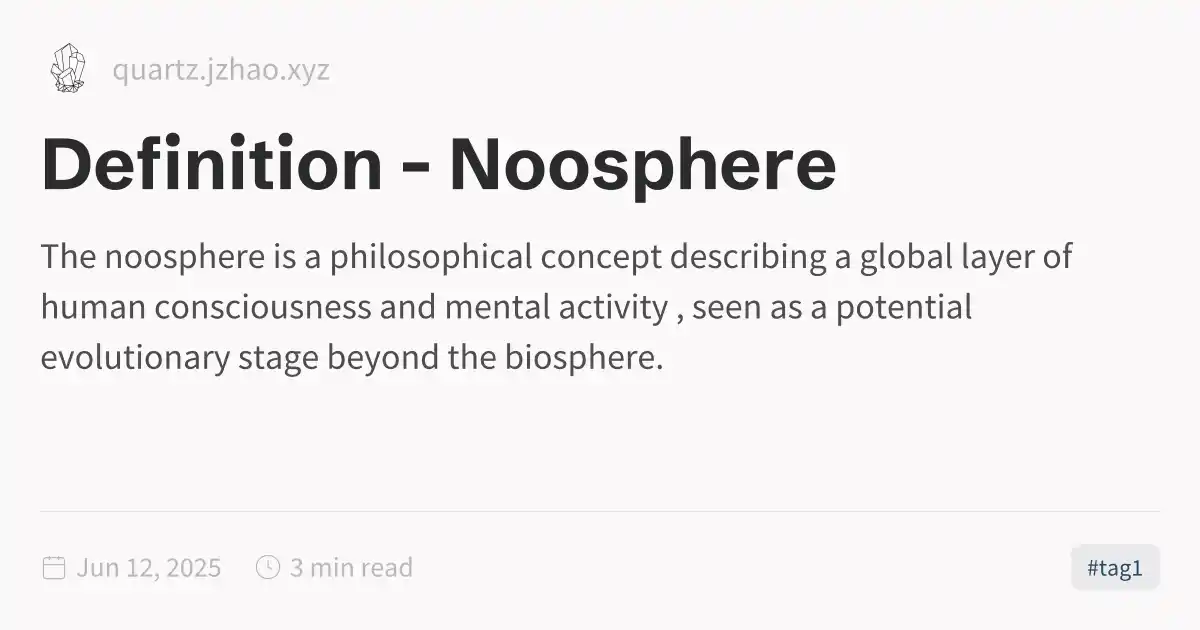 quartz.jzhao.xyz
Definition - Noosphere
The noosphere is a philosophical concept describing a global layer of
human consciousness and mental activity , seen as a potential
evolutionary stage beyond the biosphere.
Jun 12, 2025 3 min read #tag1